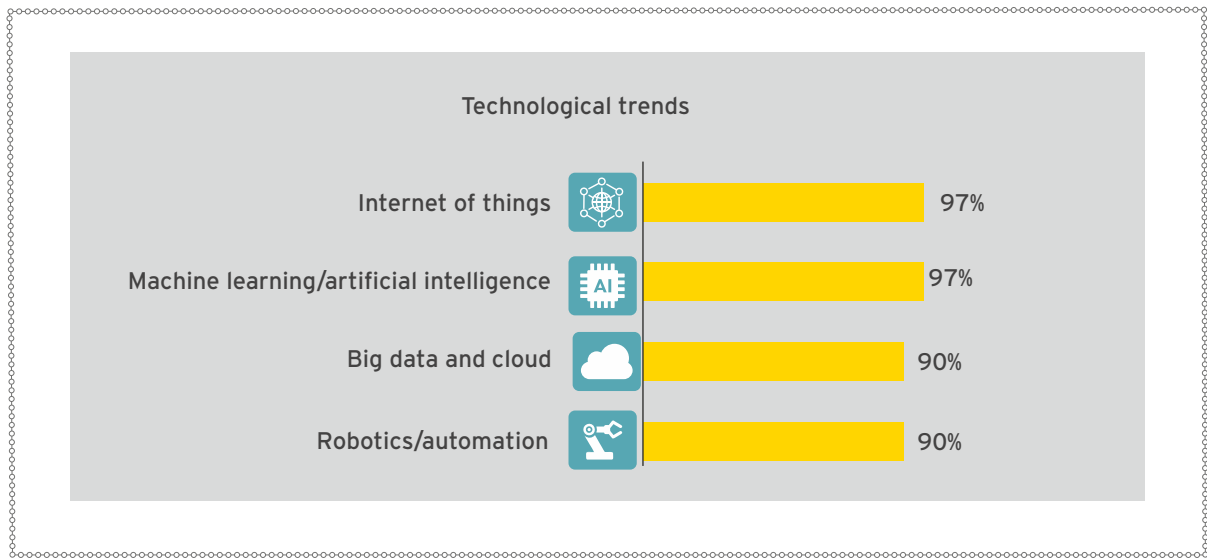 Technological trends
Internet of things 97%
Machine learning/artificial intelligence AI 97%
Big data and cloud 90%
Robotics/automation 90%